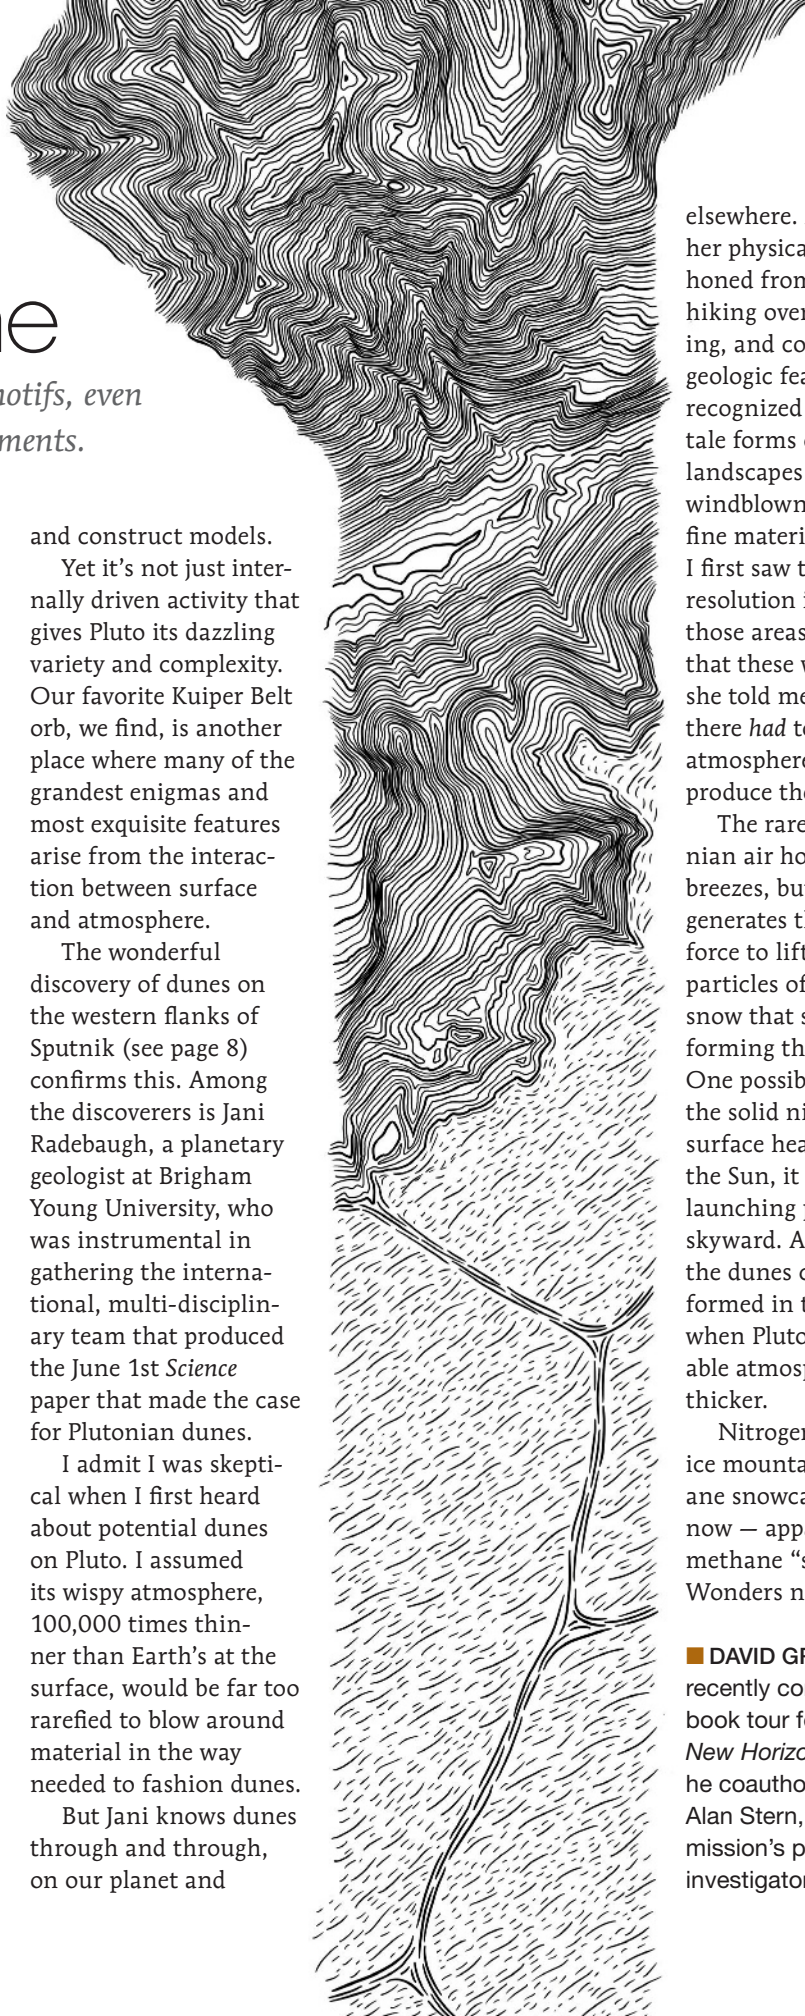 ne
notifs, even
ments.
and construct models.
Yet it's not just inter-
nally driven activity that
gives Pluto its dazzling
variety and complexity.
Our favorite Kuiper Belt
orb, we find, is another
place where many of the
grandest enigmas and
most exquisite features
arise from the interac-
tion between surface
and atmosphere.
The wonderful
discovery of dunes on
the western flanks of
Sputnik (see page 8)
confirms this. Among
the discoverers is Jani
Radebaugh, a planetary
geologist at Brigham
Young University, who
was instrumental in
gathering the interna-
tional, multi-disciplin-
ary team that produced
the June 1st Science
paper that made the case
for Plutonian dunes.
I admit I was skepti-
cal when I first heard
about potential dunes
on Pluto. I assumed
its wispy atmosphere,
100,000 times thin-
ner than Earth's at the
surface, would be far too
rarefied to blow around
material in the way
needed to fashion dunes.
But Jani knows dunes
through and through,
on our planet and
elsewhere.
her physica
honed from
hiking over
ing, and co
geologic fea
recognized
tale forms
landscapes
windblown
fine materi
I first saw t
resolution i
those areas
that these w
she told me
there had to
atmosphere
produce the
The rare
nian air ho
breezes, bu
generates th
force to lift
particles of
snow that s
forming th
One possib
the solid ni
surface hea
the Sun, it
launching p
skyward. A
the dunes c
formed in t
when Pluto
able atmosp
thicker.
Nitrogen
ice mounta
ane snowca
now — appa
methane “s
Wonders n
DAVID GR
recently co
book tour fo
New Horizo
he coautho
Alan Stern,
mission's p
investigator